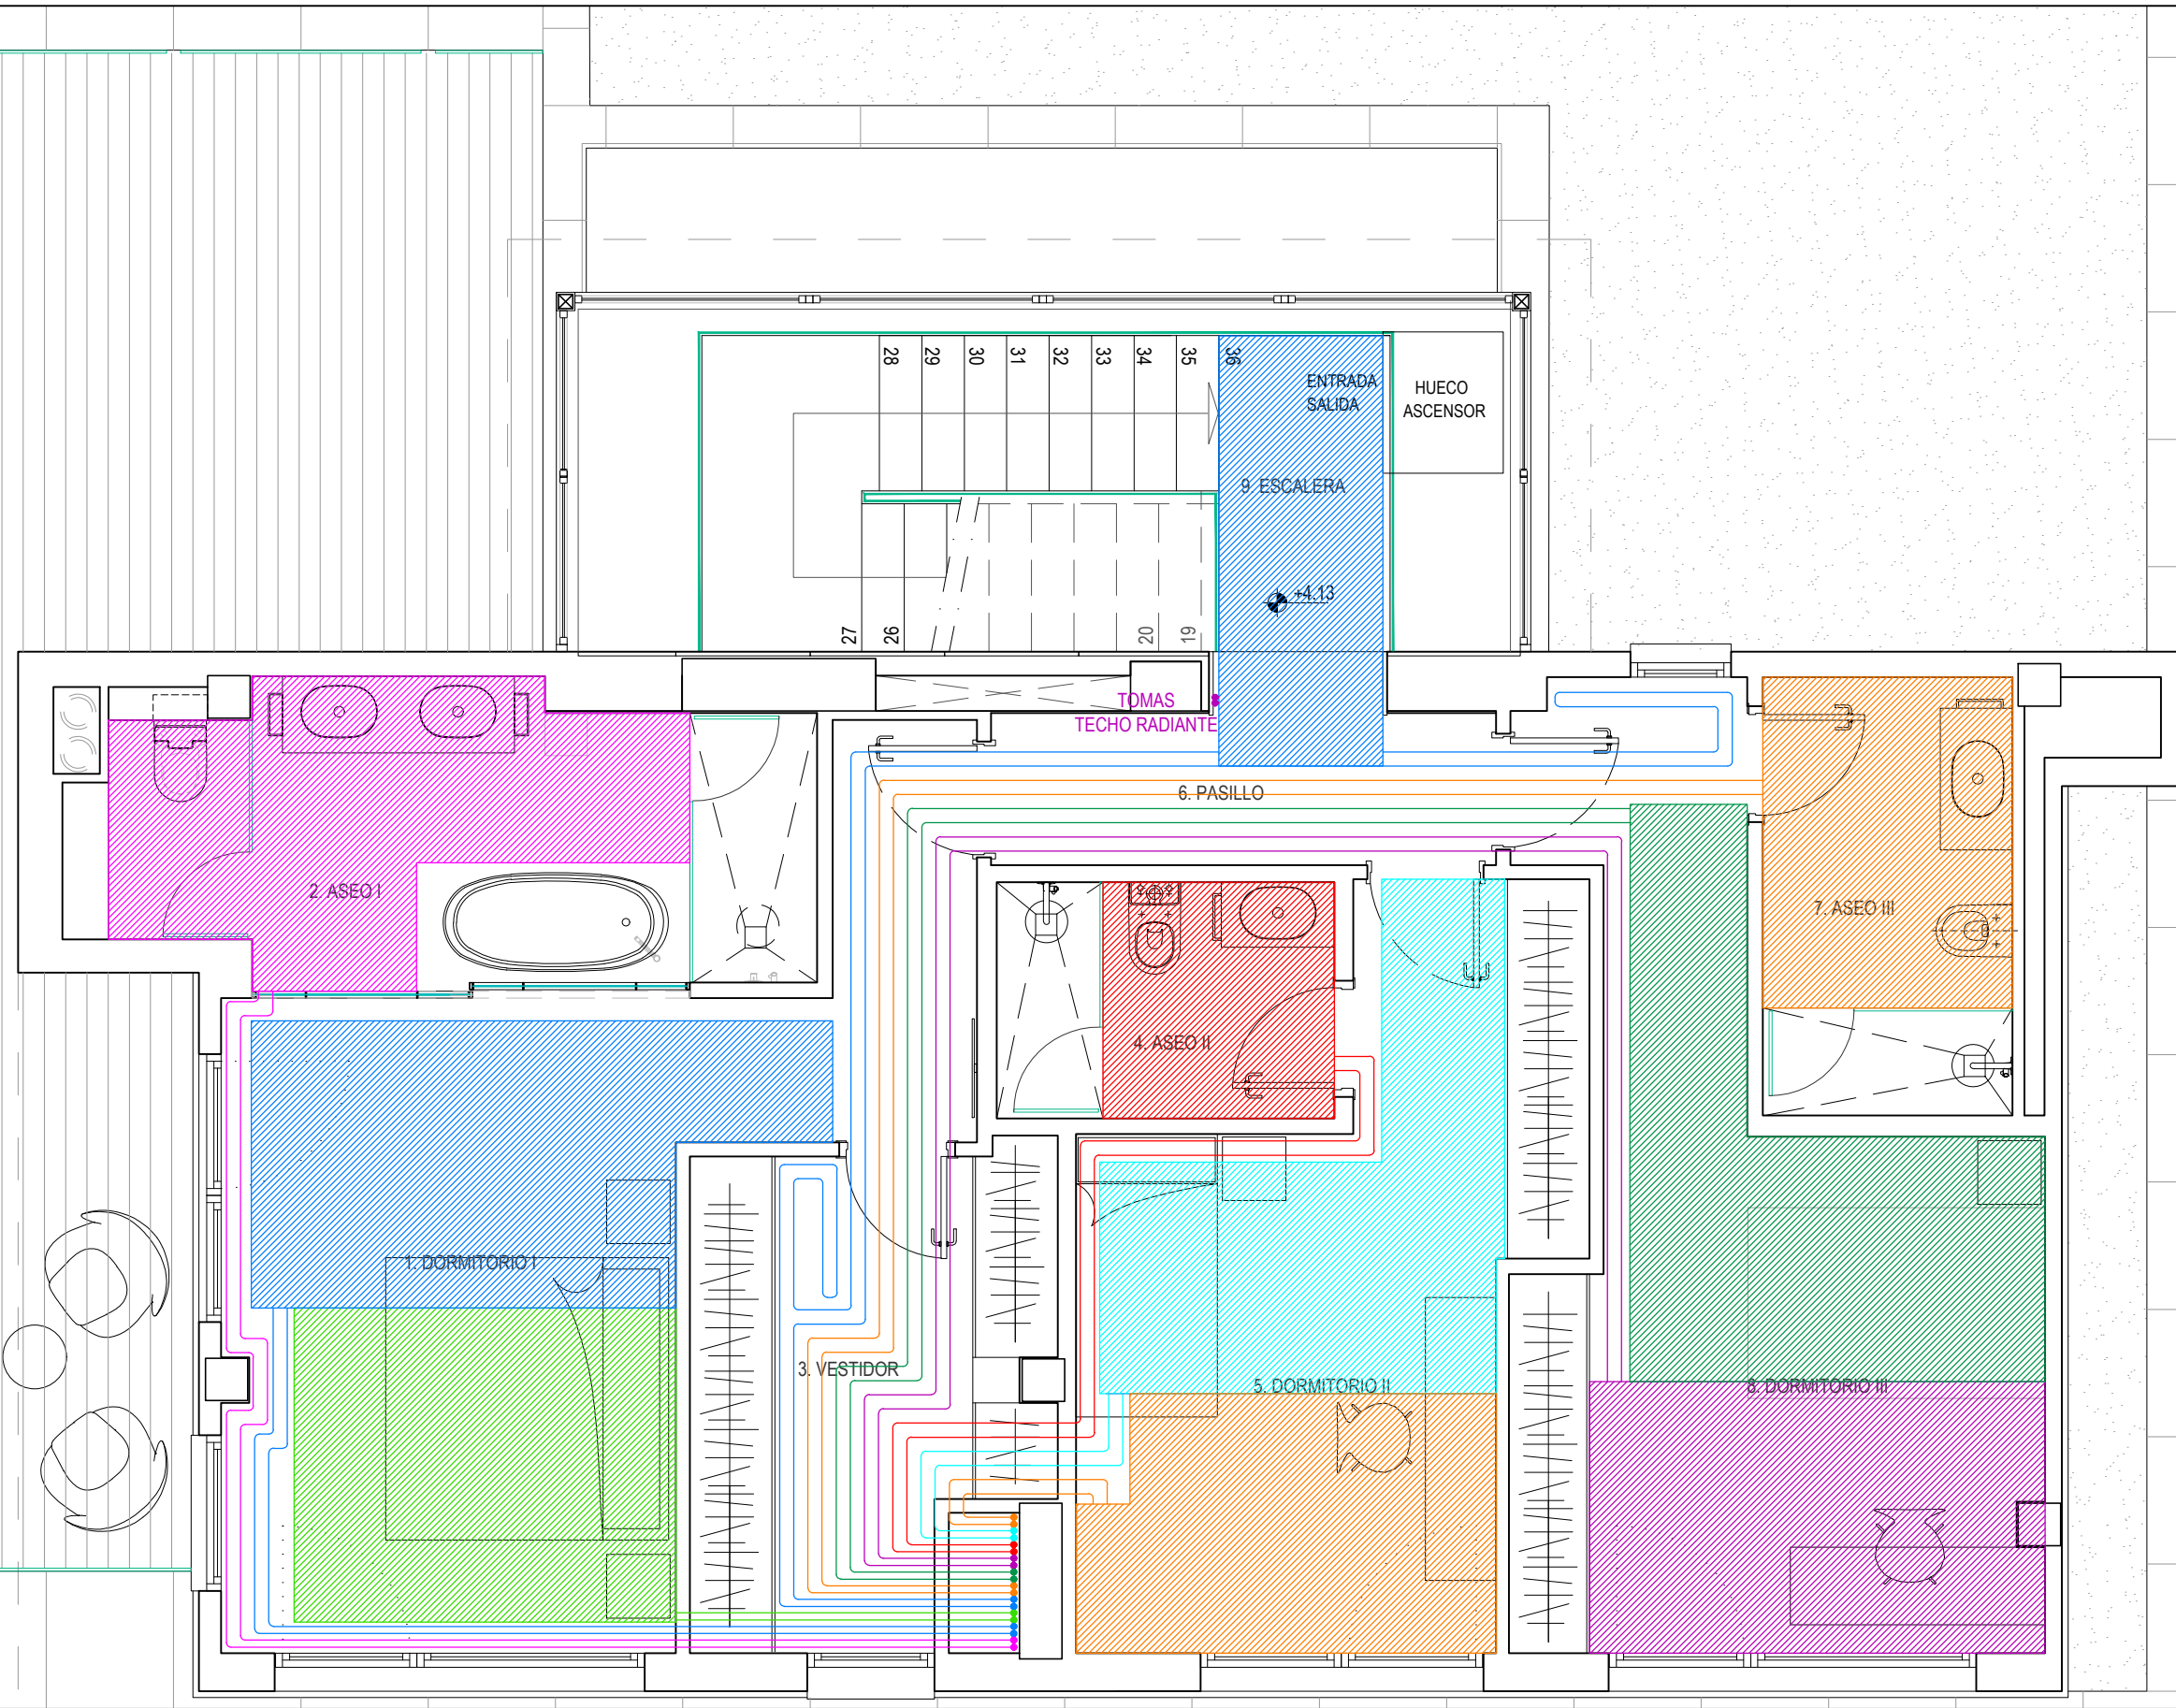 28
29
30
31
32
33
34
35
36
ENTRADA
SALIDA
HUECO
ASCENSOR
9. ESCALERA
+4.13
27
26
20
19
TOMAS
TECHO RADIANTE
6. PASILLO
2. ASEO I
7. ASEO III
4. ASEO II
1. DORMITORIO I
3. VESTIDOR
5. DORMITORIO II
8. DORMITORIO III